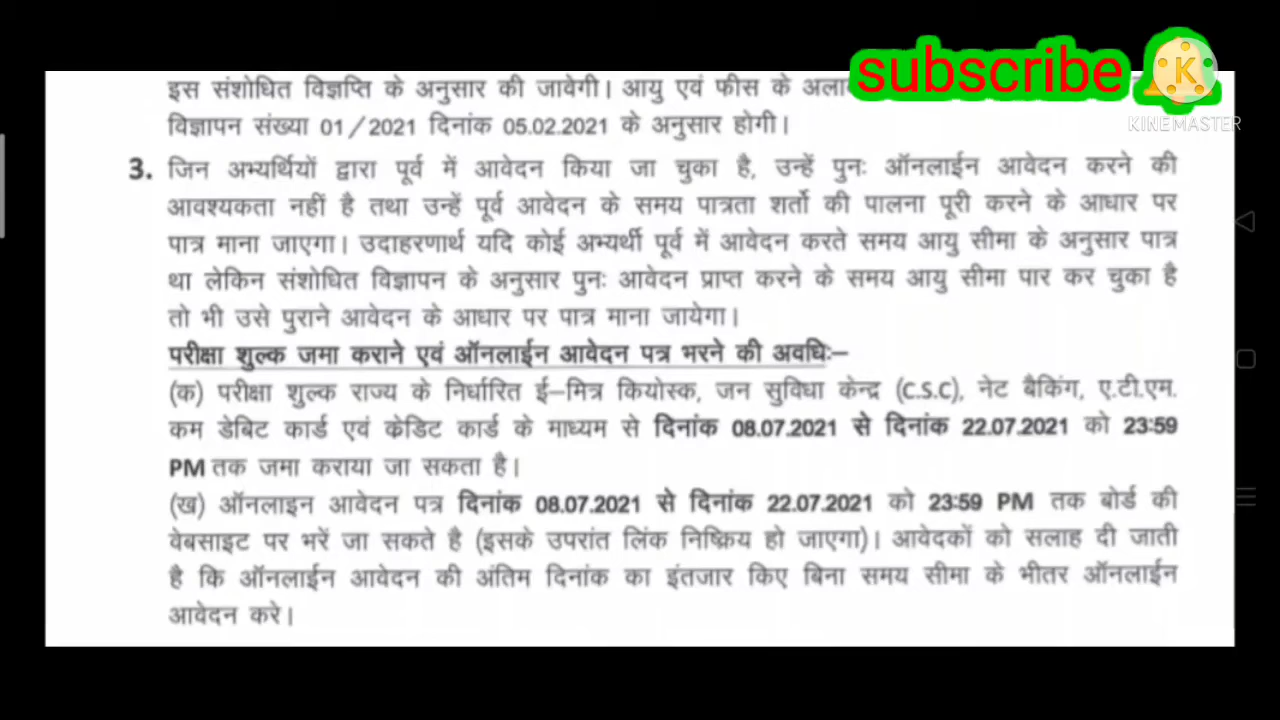 subscribe
K
KINEMASTER
इस संशोधित विज्ञप्ति के अनुसार की जावेगी। आयु एवं फीस के
विज्ञापन संख्या 01/2021 दिनांक 05.02.2021 के अनुसार होगी।
3. जिन अभ्यर्थियों द्वारा पूर्व में आवेदन किया जा चुका है, उन्हें पुनः ऑनलाईन आवेदन करने की
आवश्यकता नहीं है तथा उन्हें पूर्व आवेदन के समय पात्रता शर्तो की पालना पूरी करने के आधार पर
पात्र माना जाएगा। उदाहरणार्थ यदि कोई अभ्यर्थी पूर्व में आवेदन करते समय आयु सीमा के अनुसार पात्र
था लेकिन संशोधित विज्ञापन के अनुसार पुनः आवेदन प्राप्त करने के समय आयु सीमा पार कर चुका है
तो भी उसे पुराने आवेदन के आधार पर पात्र माना जायेगा।
परीक्षा शुल्क जमा कराने एवं ऑनलाईन आवेदन पत्र भरने की अवधिः–
(क) परीक्षा शुल्क राज्य के निर्धारित ई–मित्र कियोस्क, जन सुविधा केन्द्र (C.S.C), नेट बैकिंग, ए.टी.एम.
कम डेबिट कार्ड एवं क्रेडिट कार्ड के माध्यम से दिनांक 08.07.2021 से दिनांक 22.07.2021 को 23:59
PM तक जमा कराया जा सकता है।
(ख) ऑनलाइन आवेदन पत्र दिनांक 08.07.2021 से दिनांक 22.07.2021 को 23:59 PM तक बोर्ड की
वेबसाइट पर भरें जा सकते है (इसके उपरांत लिंक निष्क्रिय हो जाएगा)। आवेदकों को सलाह दी जाती
है कि ऑनलाईन आवेदन की अंतिम दिनांक का इंतजार किए बिना समय सीमा के भीतर ऑनलाईन
आवेदन करे।